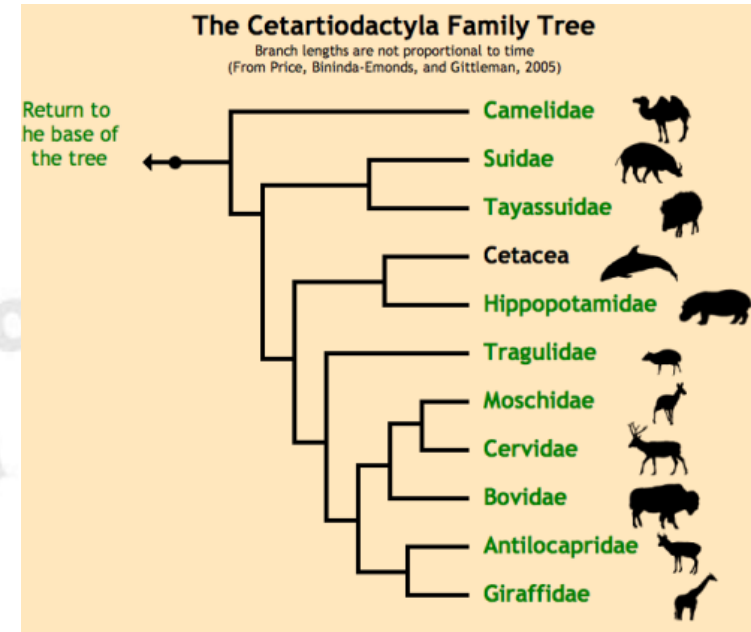 The Cetartiodactyla Family Tree
Branch lengths are not proportional to time
(From Price, Bininda-Emonds, and Gittleman, 2005)
Return to
he base of
the tree
Camelidae
Suidae
Tayassuidae
Cetacea
Hippopotamidae
Tragulidae
Moschidae
Cervidae
Bovidae
Antilocapridae
Giraffidae